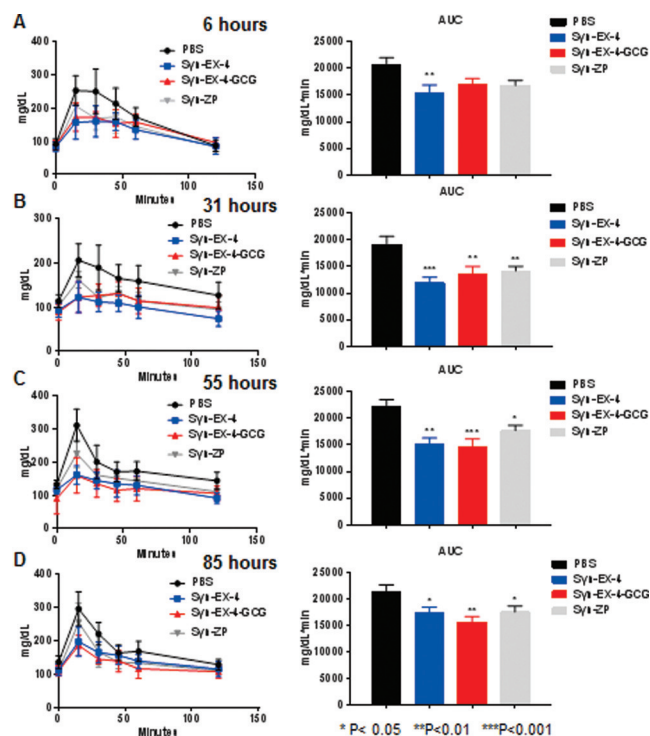 A
6 hours
AUC
400
300
200
100
0
mg/dL
0
50
100
150
Minutes
PBS
Syn-EX-4
Syn-EX-4-GCG
Syn-ZP
25000
20000
15000
10000
5000
0
mg/dL*min
**
PBS
Syn-EX-4
Syn-EX-4-GCG
Syn-ZP
B
31 hours
AUC
300
200
100
0
mg/dL
0
50
100
150
Minutes
PBS
Syn-EX-4
Syn-EX-4-GCG
Syn-ZP
25000
20000
15000
10000
5000
0
mg/dL*min
***
**
**
PBS
Syn-EX-4
Syn-EX-4-GCG
Syn-ZP
C
55 hours
AUC
400
300
200
100
0
mg/dL
0
50
100
150
Minutes
PBS
Syn-EX-4
Syn-EX-4-GCG
Syn-ZP
25000
20000
15000
10000
5000
0
mg/dL*min
**
***
*
PBS
Syn-EX-4
Syn-EX-4-GCG
Syn-ZP
D
85 hours
AUC
400
300
200
100
0
mg/dL
0
50
100
150
Minutes
PBS
Syn-EX-4
Syn-EX-4-GCG
Syn-ZP
25000
20000
15000
10000
5000
0
mg/dL*min
*
**
*
PBS
Syn-EX-4
Syn-EX-4-GCG
Syn-ZP
* P< 0.05 **P<0.01 ***P<0.001